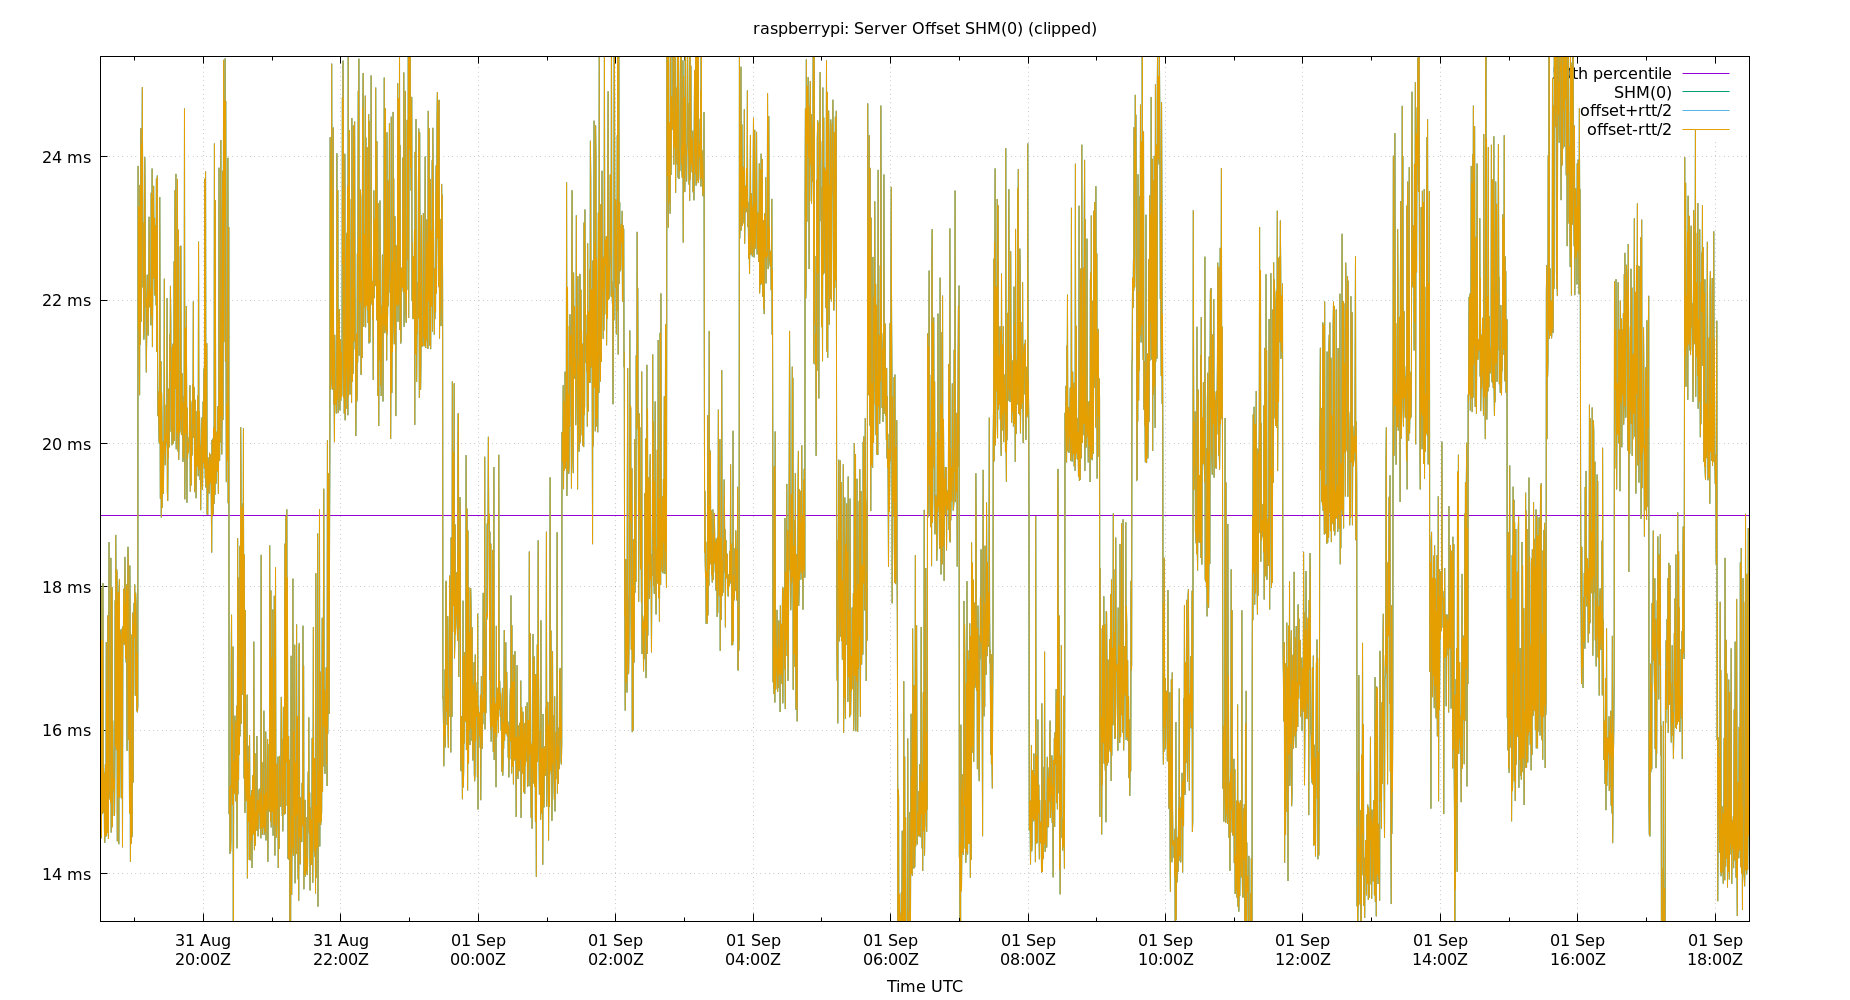 raspberrypi: Server Offset SHM(0) (clipped)
th percentile
SHM(0)
offset+rtt/2
offset-rtt/2
24 ms
22 ms
20 ms
18 ms
16 ms
14 ms
31 Aug 31 Aug 01 Sep 01 Sep 01 Sep 01 Sep 01 Sep 01 Sep 01 Sep 01 Sep 01 Sep 01 Sep
20:00Z 22:00Z 00:00Z 02:00Z 04:00Z 06:00Z 08:00Z 10:00Z 12:00Z 14:00Z 16:00Z 18:00Z
Time UTC